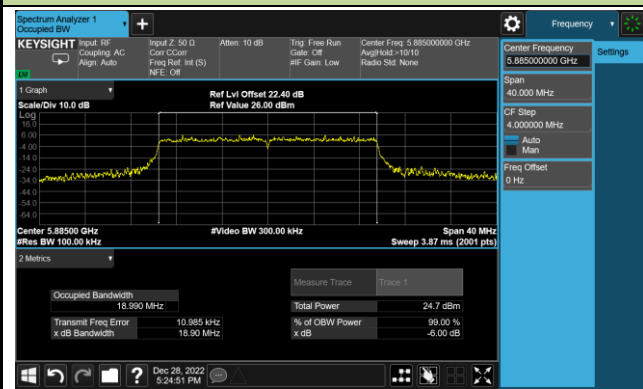 Spectrum Analyzer 1
Occupied BW
+
Frequency
KEYSIGHT
Input: RF
Coupling: AC
Align: Auto
Input Z: 50 Ω
Corr CCorr
Freq Ref: Int (S)
NFE: Off
Atten: 10 dB
Trig: Free Run
Gate: Off
#IF Gain: Low
Center Freq: 5.885000000 GHz
Avg|Hold:>10/10
Radio Std: None
Center Frequency
5.885000000 GHz
Settings
Span
40.000 MHz
CF Step
4.000000 MHz
Auto
Man
Freq Offset
0 Hz
1 Graph
Scale/Div 10.0 dB
Ref Lvl Offset 22.40 dB
Ref Value 26.00 dBm
Log
16.0
6.00
-4.00
-14.0
-24.0
-34.0
-44.0
-54.0
-64.0
Center 5.88500 GHz
#Res BW 100.00 kHz
#Video BW 300.00 kHz
Span 40 MHz
Sweep 3.87 ms (2001 pts)
2 Metrics
Measure Trace
Trace 1
Occupied Bandwidth
18.990 MHz
Total Power
24.7 dBm
Transmit Freq Error
10.985 kHz
% of OBW Power
99.00 %
x dB Bandwidth
18.90 MHz
x dB
-6.00 dB
?
Dec 28, 2022
5:24:51 PM